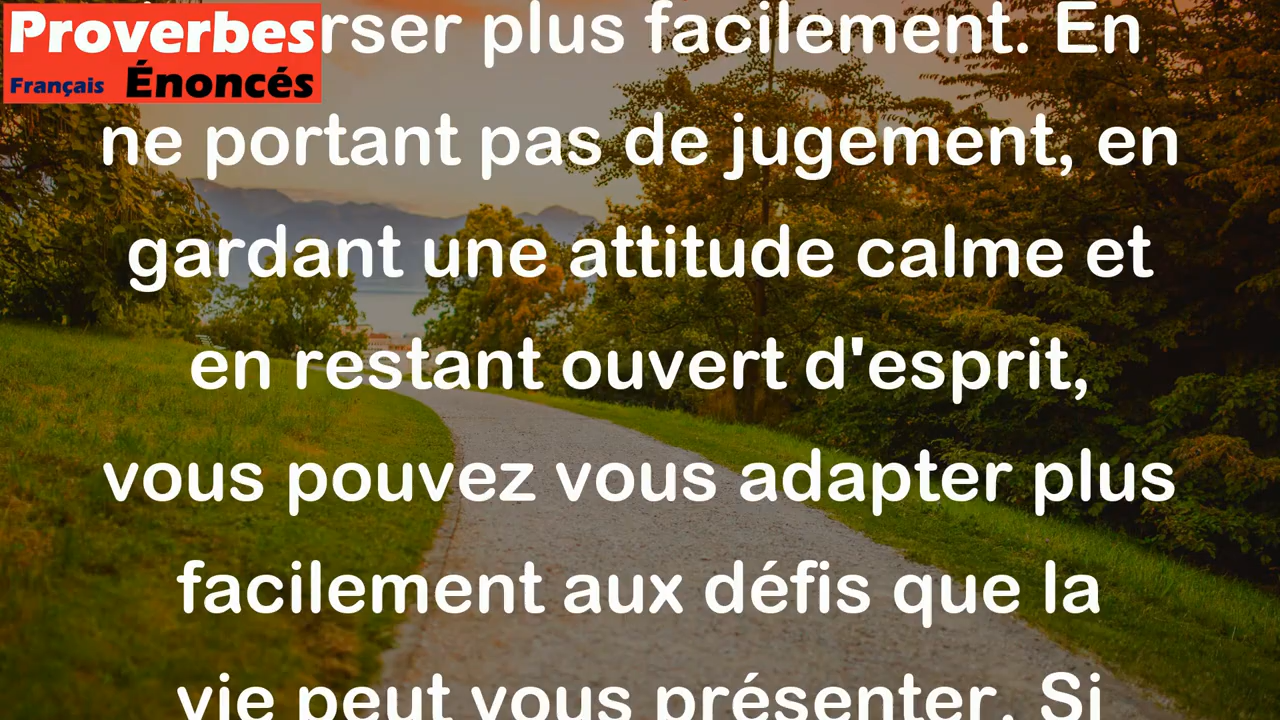 Proverbes
Français Énoncés
plus facilement. En
ne portant pas de jugement, en
gardant une attitude calme et
en restant ouvert d'esprit,
vous pouvez vous adapter plus
facilement aux défis que la
vie peut vous présenter. Si